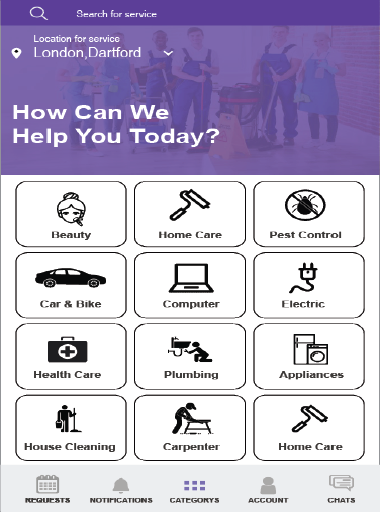 Search for service
Location for service
London,Dartford
How Can We
Help You Today?
Beauty
Home Care
Pest Control
Car & Bike
Computer
Electric
Health Care
Plumbing
Appliances
House Cleaning
Carpenter
Home Care
REQUESTS
NOTIFICATIONS
CATEGORYS
ACCOUNT
CHATS